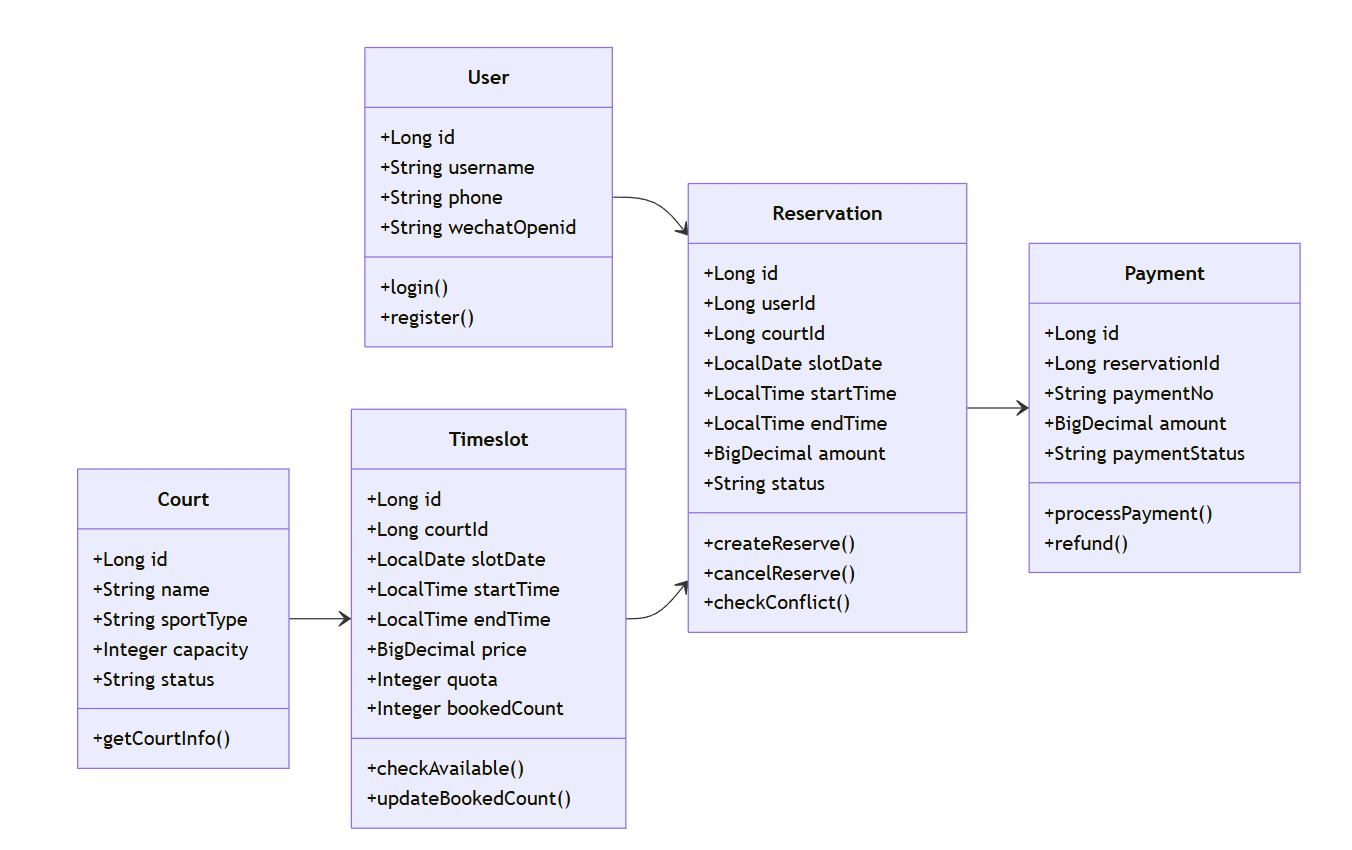 User
+Long id
+String username
+String phone
+String wechatOpenid
+login()
+register()
Court
+Long id
+String name
+String sportType
+Integer capacity
+String status
+getCourtInfo()
Timeslot
+Long id
+Long courtId
+LocalDate slotDate
+LocalTime startTime
+LocalTime endTime
+BigDecimal price
+Integer quota
+Integer bookedCount
+checkAvailable()
+updateBookedCount()
Reservation
+Long id
+Long userId
+Long courtId
+LocalDate slotDate
+LocalTime startTime
+LocalTime endTime
+BigDecimal amount
+String status
+createReserve()
+cancelReserve()
+checkConflict()
Payment
+Long id
+Long reservationId
+String paymentNo
+BigDecimal amount
+String paymentStatus
+processPayment()
+refund()